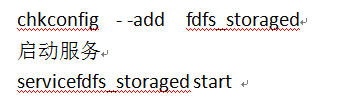 chkconfig - -add fdfs_storaged
启动服务
servicefdfs_storaged start